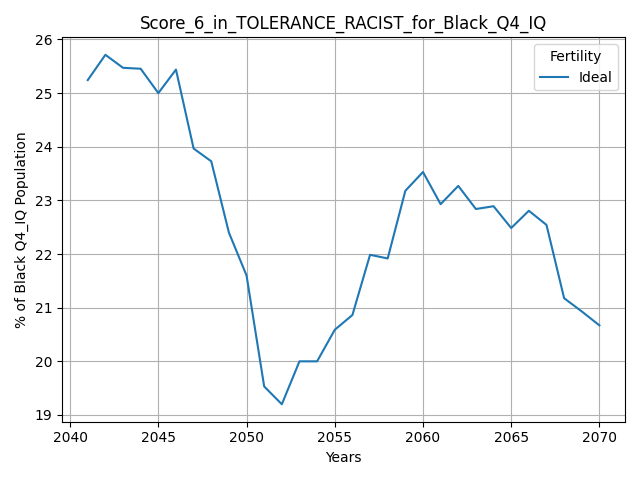 Score_6_in_TOLERANCE_RACIST_for_Black_Q4_IQ
% of Black Q4_IQ Population
26
25
24
23
22
21
20
19
Fertility
Ideal
2040 2045 2050 2055 2060 2065 2070
Years